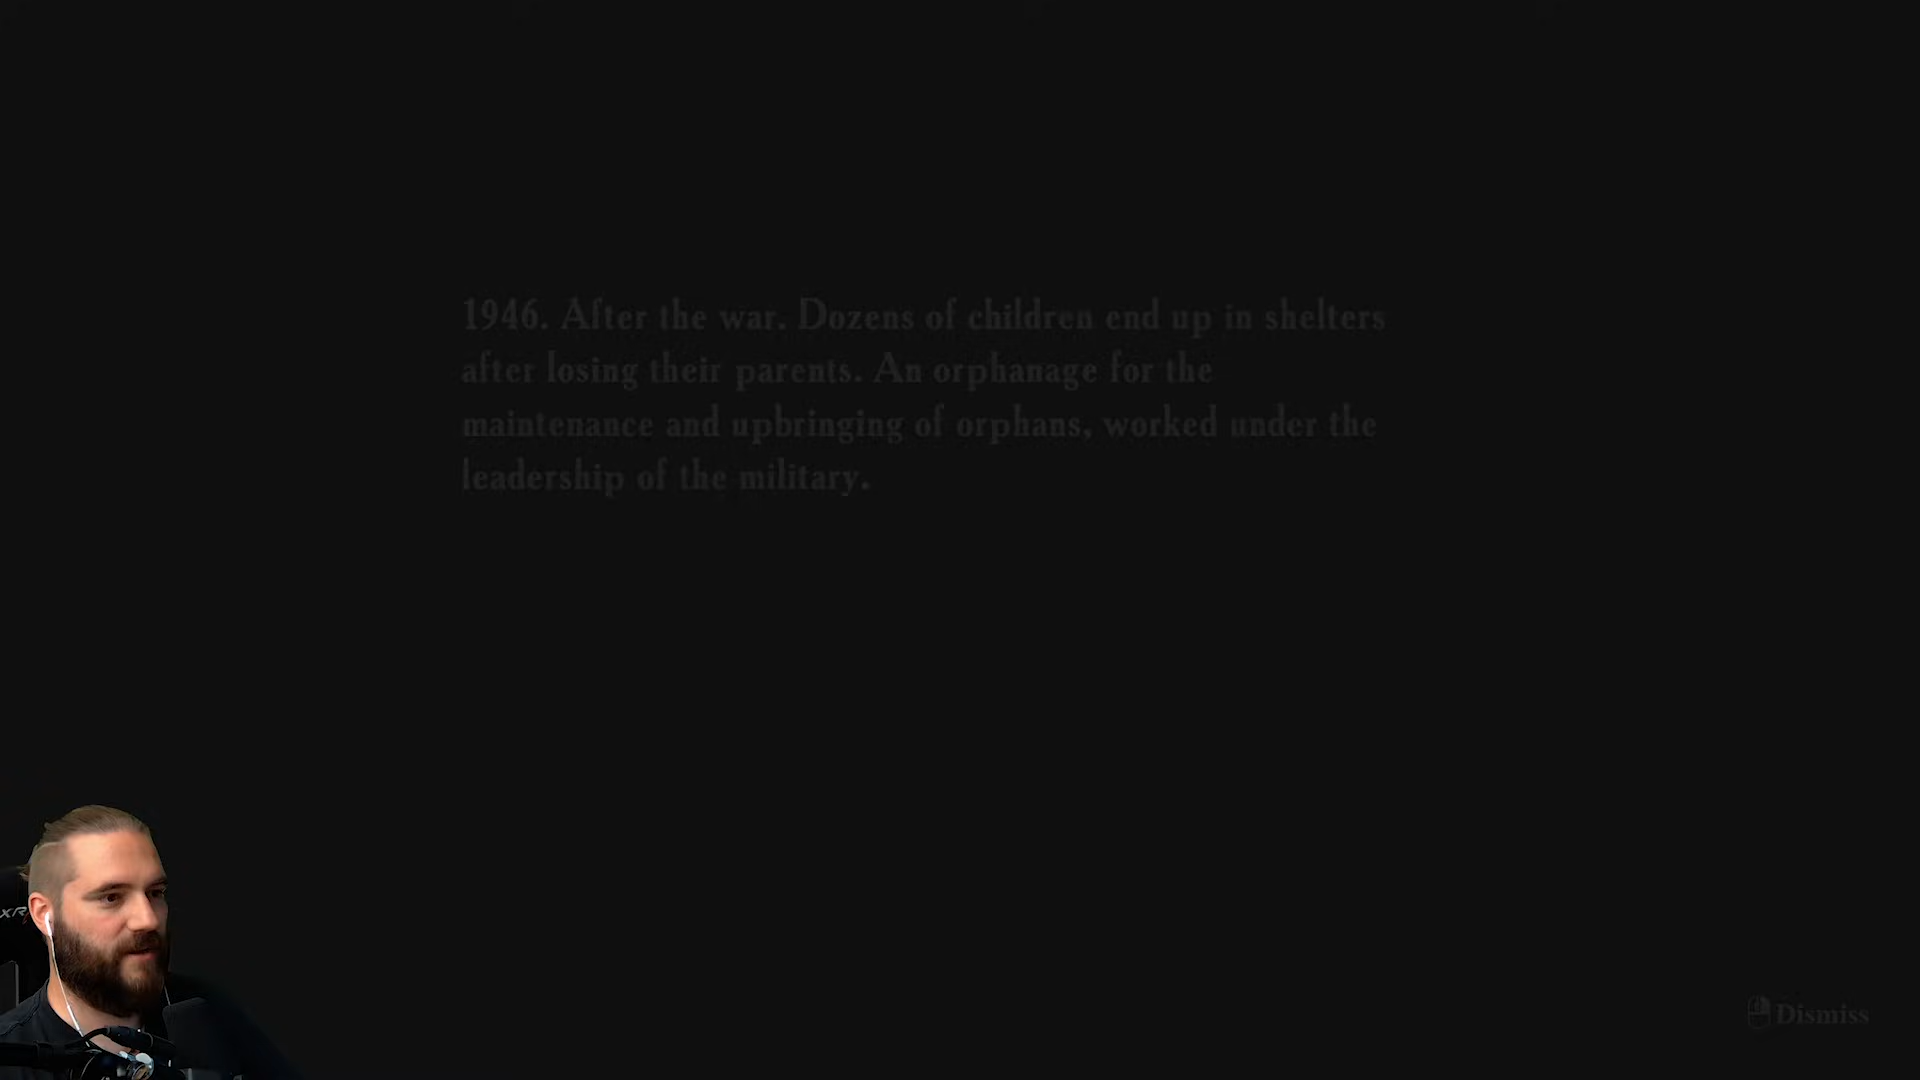 1946. After the war. Dozens of children end up in shelters
after losing their parents. An orphanage for the
maintenance and upbringing of orphans, worked under the
leadership of the military.
XR
Dismiss